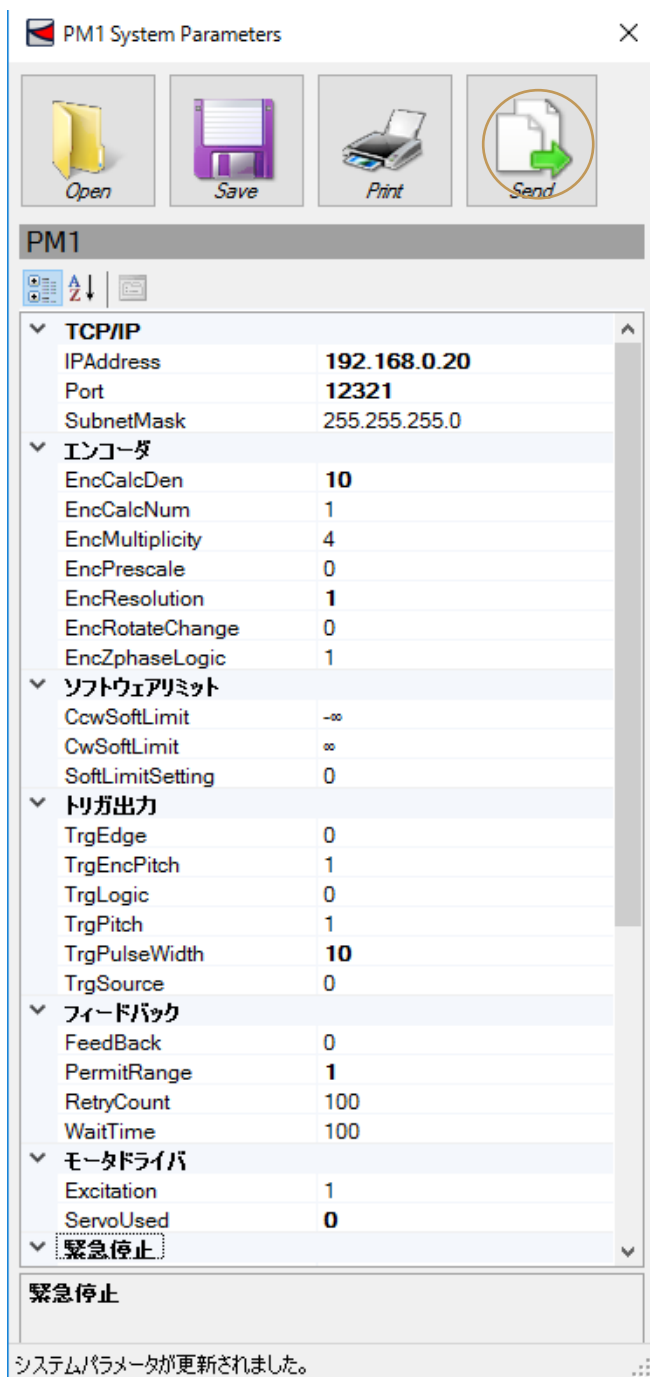 PM1 System Parameters
Open Save Print Send
PM1
TCP/IP
IPAddress 192.168.0.20
Port 12321
SubnetMask 255.255.255.0
エンコーダ
EncCalcDen 10
EncCalcNum 1
EncMultiplicity 4
EncPrescale 0
EncResolution 1
EncRotateChange 0
EncZphaseLogic 1
ソフトウェアリミット
CcwSoftLimit -∞
CwSoftLimit ∞
SoftLimitSetting 0
トリガ出力
TrgEdge 0
TrgEncPitch 1
TrgLogic 0
TrgPitch 1
TrgPulseWidth 10
TrgSource 0
フィードバック
FeedBack 0
PermitRange 1
RetryCount 100
WaitTime 100
モータドライバ
Excitation 1
ServoUsed 0
緊急停止
緊急停止
システムパラメータが更新されました。